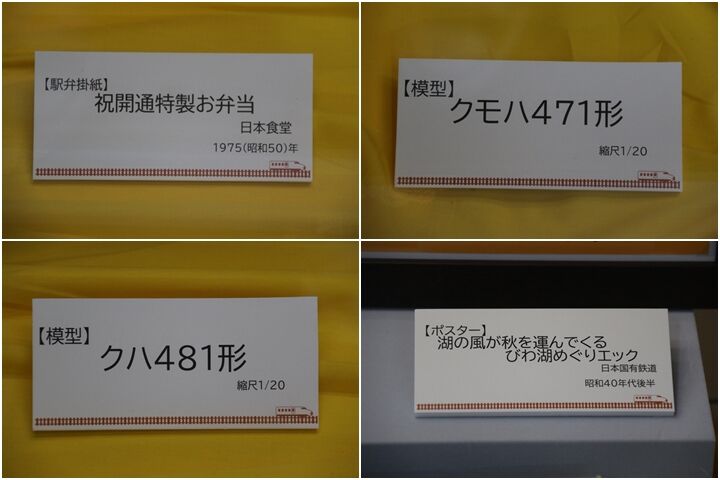 【駅弁掛紙】
祝開通特製お弁当
日本食堂
1975(昭和50)年
【模型】
クモハ471形
縮尺1/20
【模型】
クハ481形
縮尺1/20
【ポスター】
湖の風が秋を運んでくる
びわ湖めぐりエック
日本国有鉄道
昭和40年代後半